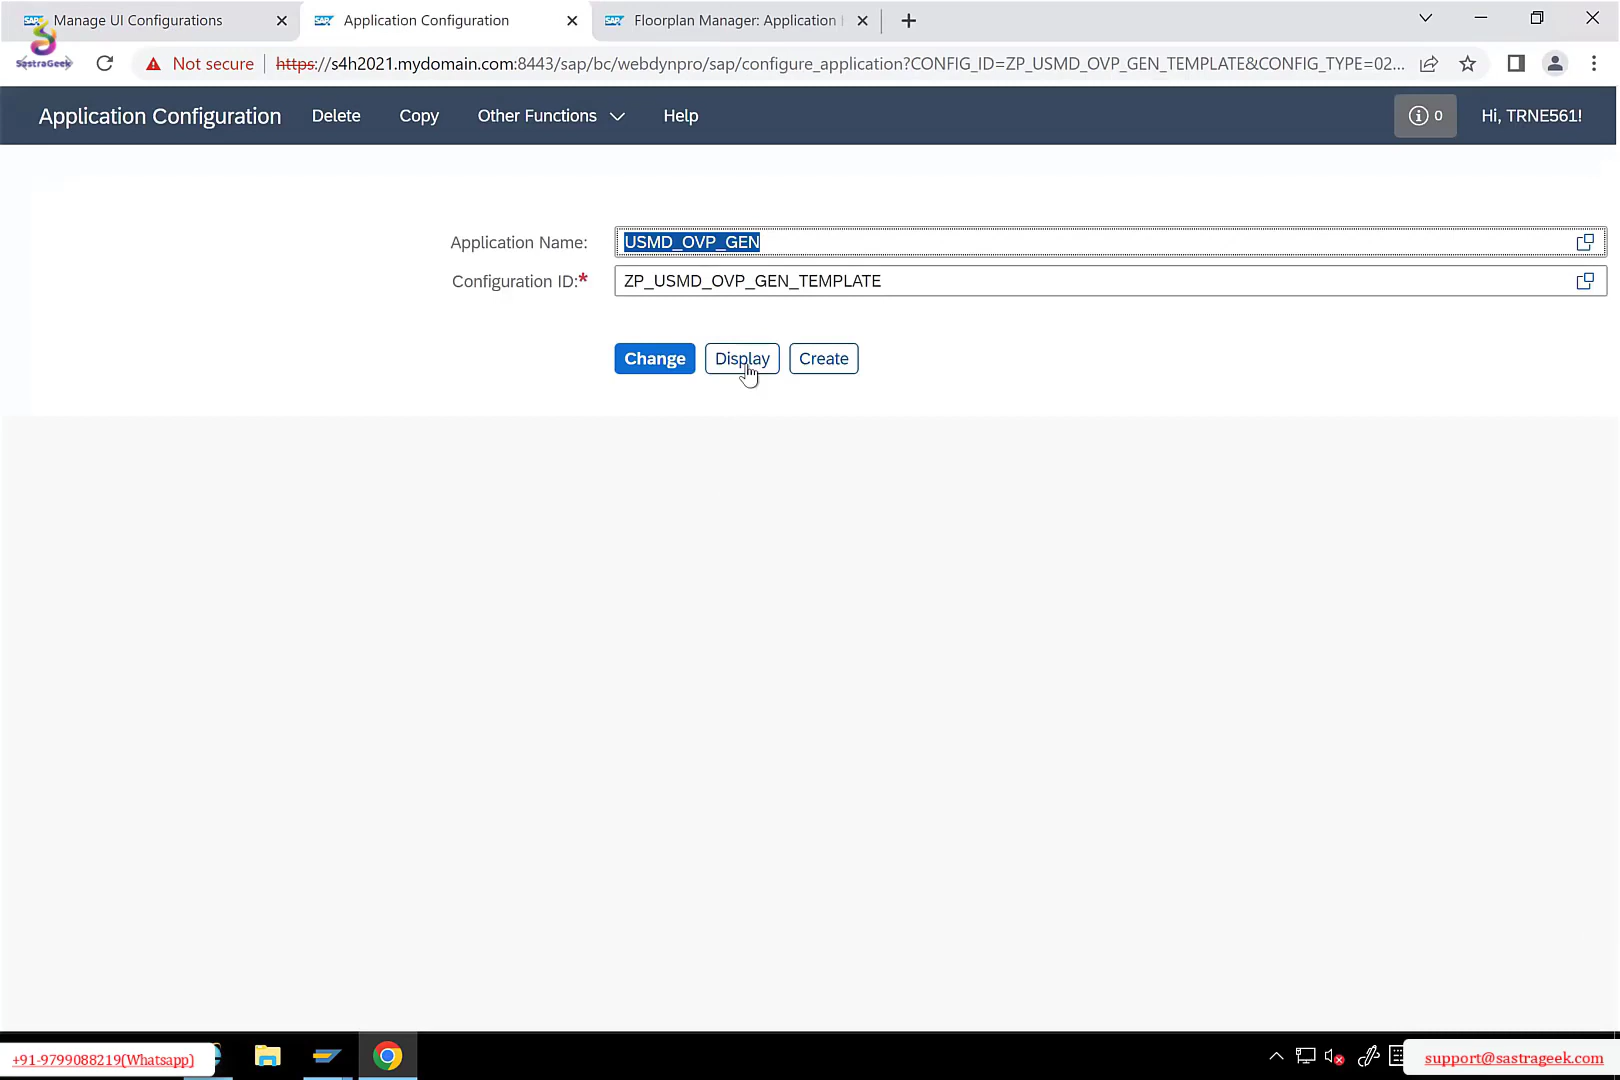 Manage UI Configurations
Application Configuration
Floorplan Manager: Application
SastraGeek
Not secure
https://s4h2021.mydomain.com:8443/sap/bc/webdynpro/sap/configure_application?CONFIG_ID=ZP_USMD_OVP_GEN_TEMPLATE&CONFIG_TYPE=02...
Application Configuration Delete Copy Other Functions Help 0 Hi, TRNE561!
Application Name: USMD_OVP_GEN
Configuration ID:* ZP_USMD_OVP_GEN_TEMPLATE
Change Display Create
+91-9799088219(Whatsapp)
support@sastrageek.com